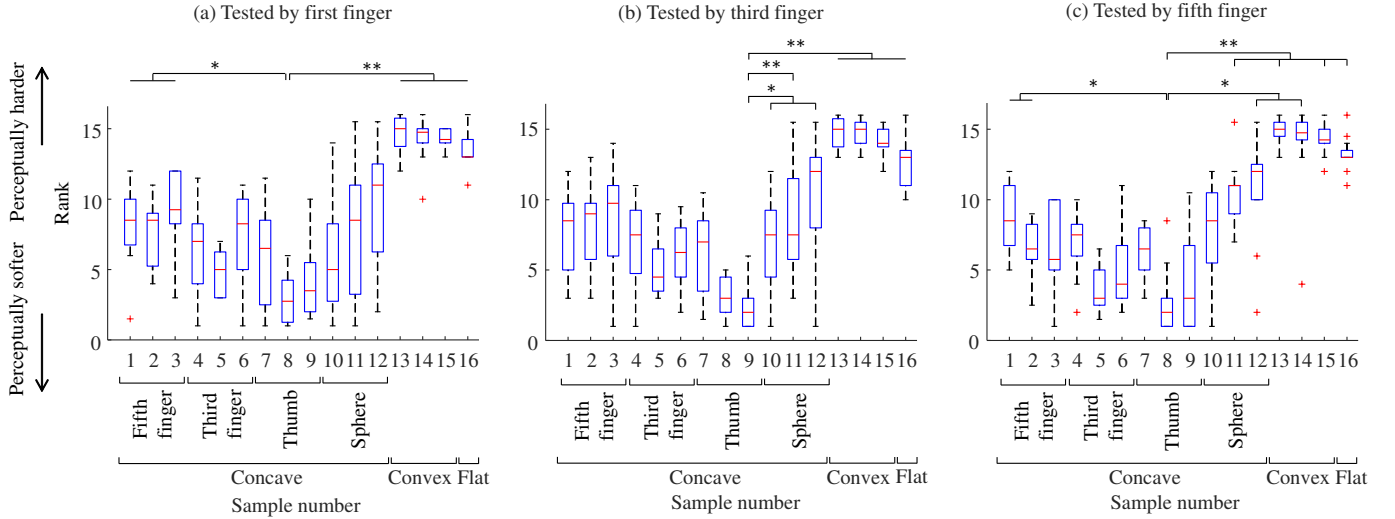 (a) Tested by first finger
(b) Tested by third finger
(c) Tested by fifth finger
Perceptually harder
Perceptually softer
Rank
* **
15
10
5
0
1 2 3 4 5 6 7 8 9 10 11 12 13 14 15 16
Fifth
finger
Third
finger
Thumb
Sphere
Concave Convex Flat
Sample number
**
**
*
15
10
5
0
1 2 3 4 5 6 7 8 9 10 11 12 13 14 15 16
Fifth
finger
Third
finger
Thumb
Sphere
Concave Convex Flat
Sample number
**
* *
15
10
5
0
1 2 3 4 5 6 7 8 9 10 11 12 13 14 15 16
Fifth
finger
Third
finger
Thumb
Sphere
Concave Convex Flat
Sample number